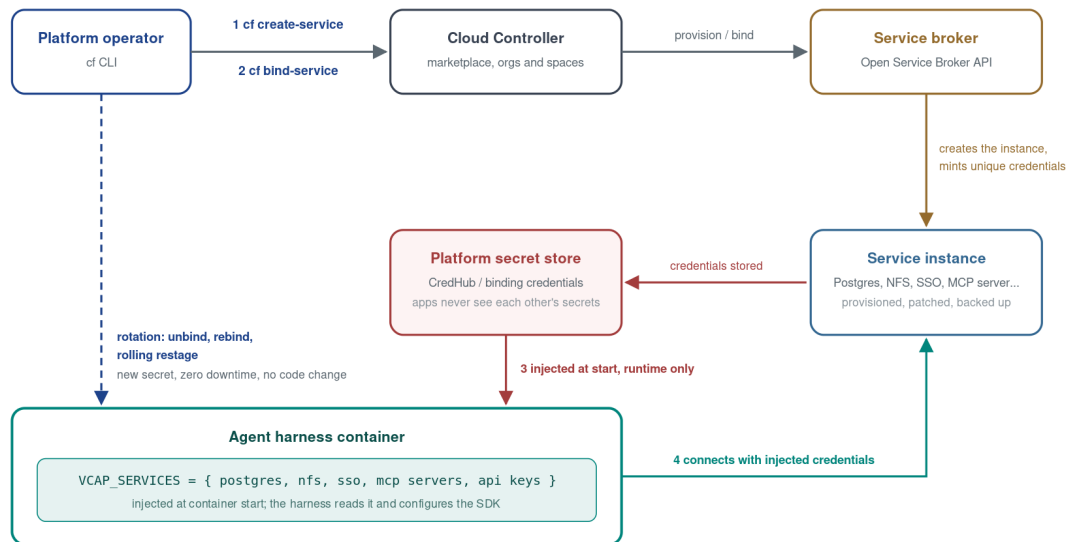 Platform operator
cf CLI
1 cf create-service
2 cf bind-service
Cloud Controller
marketplace, orgs and spaces
provision / bind
Service broker
Open Service Broker API
creates the instance,
mints unique credentials
Platform secret store
CredHub / binding credentials
apps never see each other's secrets
credentials stored
Service instance
Postgres, NFS, SSO, MCP server...
provisioned, patched, backed up
rotation: unbind, rebind,
rolling restage
new secret, zero downtime, no code change
3 injected at start, runtime only
Agent harness container
VCAP_SERVICES = { postgres, nfs, sso, mcp servers, api keys }
injected at container start; the harness reads it and configures the SDK
4 connects with injected credentials